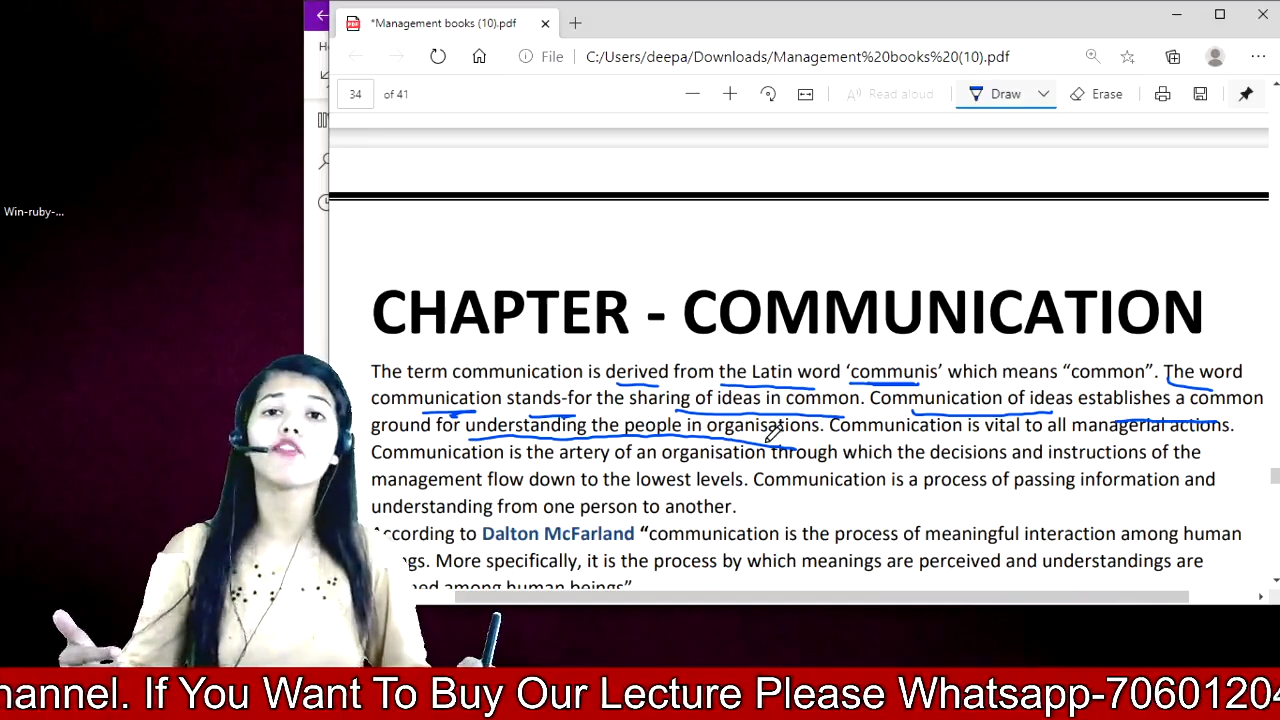 *Management books (10).pdf
File
C:/Users/deepa/Downloads/Management%20books%20(10).pdf
34 of 41
Read aloud
Draw
Erase
Win-ruby-...
CHAPTER - COMMUNICATION
The term communication is derived from the Latin word ‘communis’ which means “common”. The word
communication stands-for the sharing of ideas in common. Communication of ideas establishes a common
ground for understanding the people in organisations. Communication is vital to all managerial actions.
Communication is the artery of an organisation through which the decisions and instructions of the
management flow down to the lowest levels. Communication is a process of passing information and
understanding from one person to another.
According to Dalton McFarland “communication is the process of meaningful interaction among human
More specifically, it is the process by which meanings are perceived and understandings are
among human beings”
hannel. If You Want To Buy Our Lecture Please Whatsapp-70601204